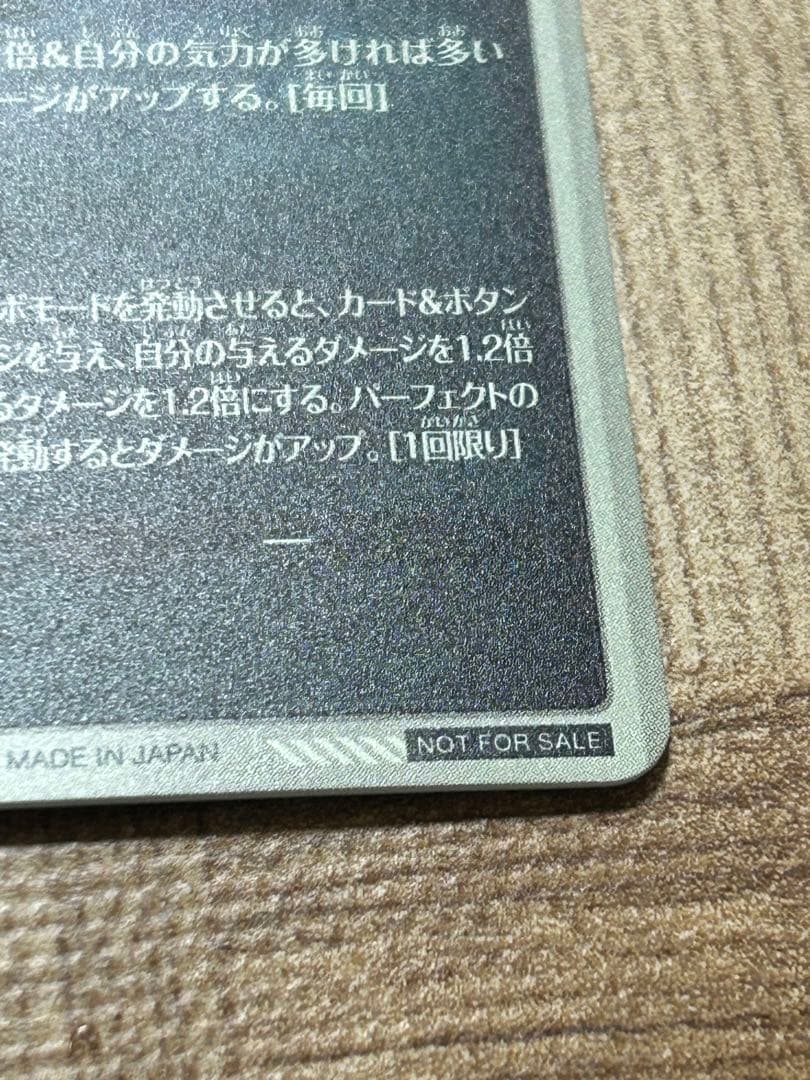 倍&自分の気力が多ければ多い
ージがアップする。[毎回]
ボモードを発動させると、カード&ボタン
ジを与え、自分の与えるダメージを1.2倍
るダメージを1.2倍にする。パーフェクトの
発動するとダメージがアップ。[1回限り]
—
MADE IN JAPAN
NOT FOR SALE